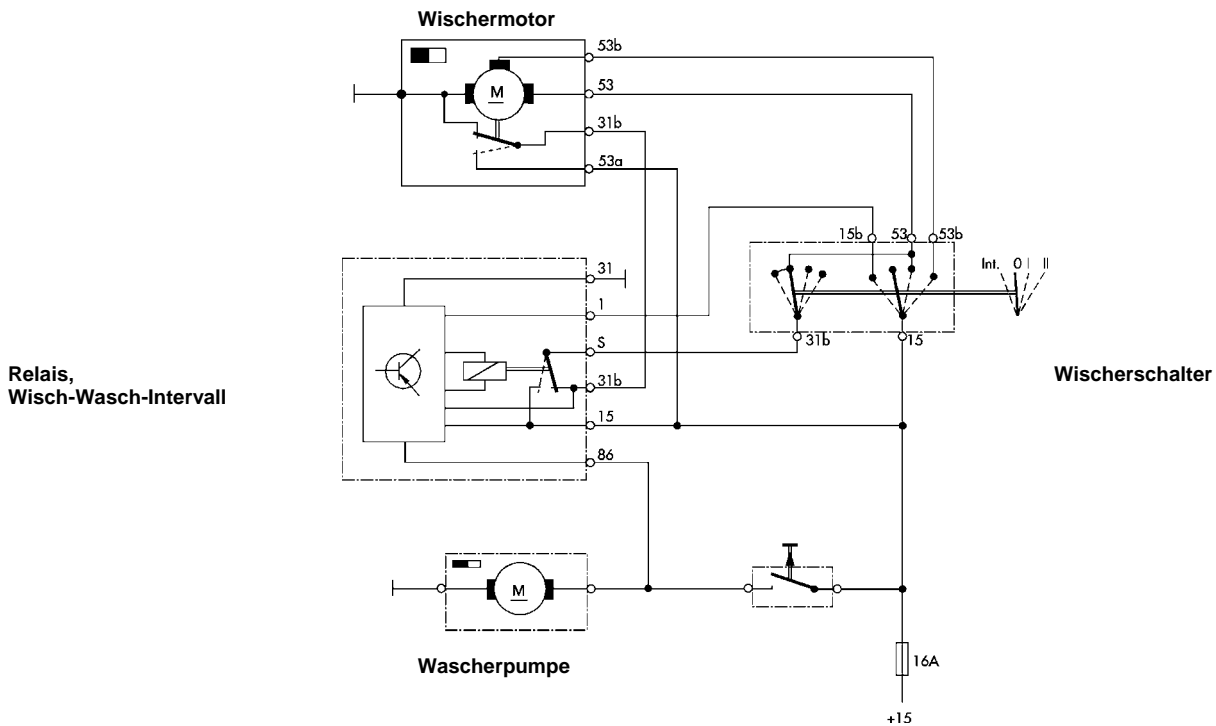 Wischermotor
53b
M
53
31b
53a
15b
53
53b
Int.
0
I
II
31
1
31b
15
S
Relais,
Wisch-Wasch-Intervall
Wischerschalter
31b
15
86
M
Wascherpumpe
16A
+15